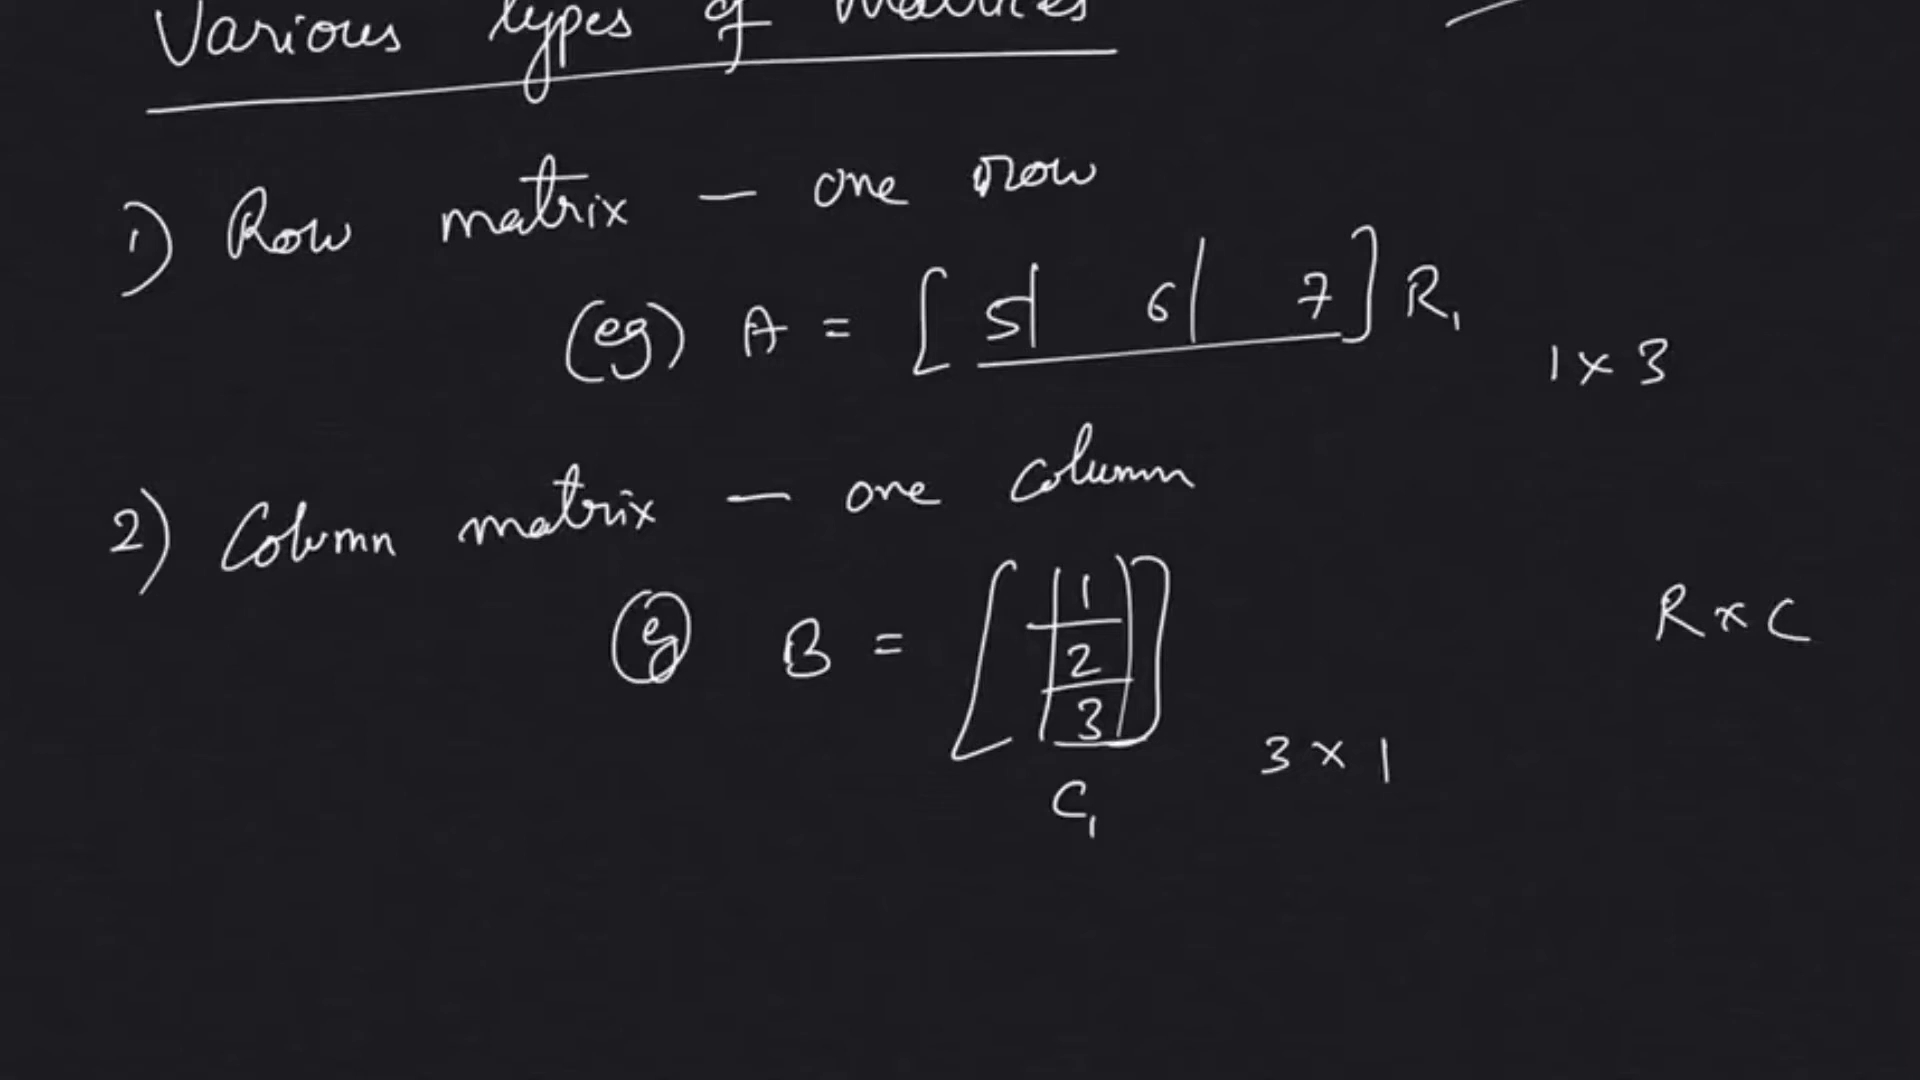 Various types of Matrices
1) Row matrix – one row
(eg) A = [ 5 | 6 | 7 ] R₁
1 × 3
2) Column matrix – one column
(eg) B = [ 1 2 3 ]
R × C
3 × 1
C₁